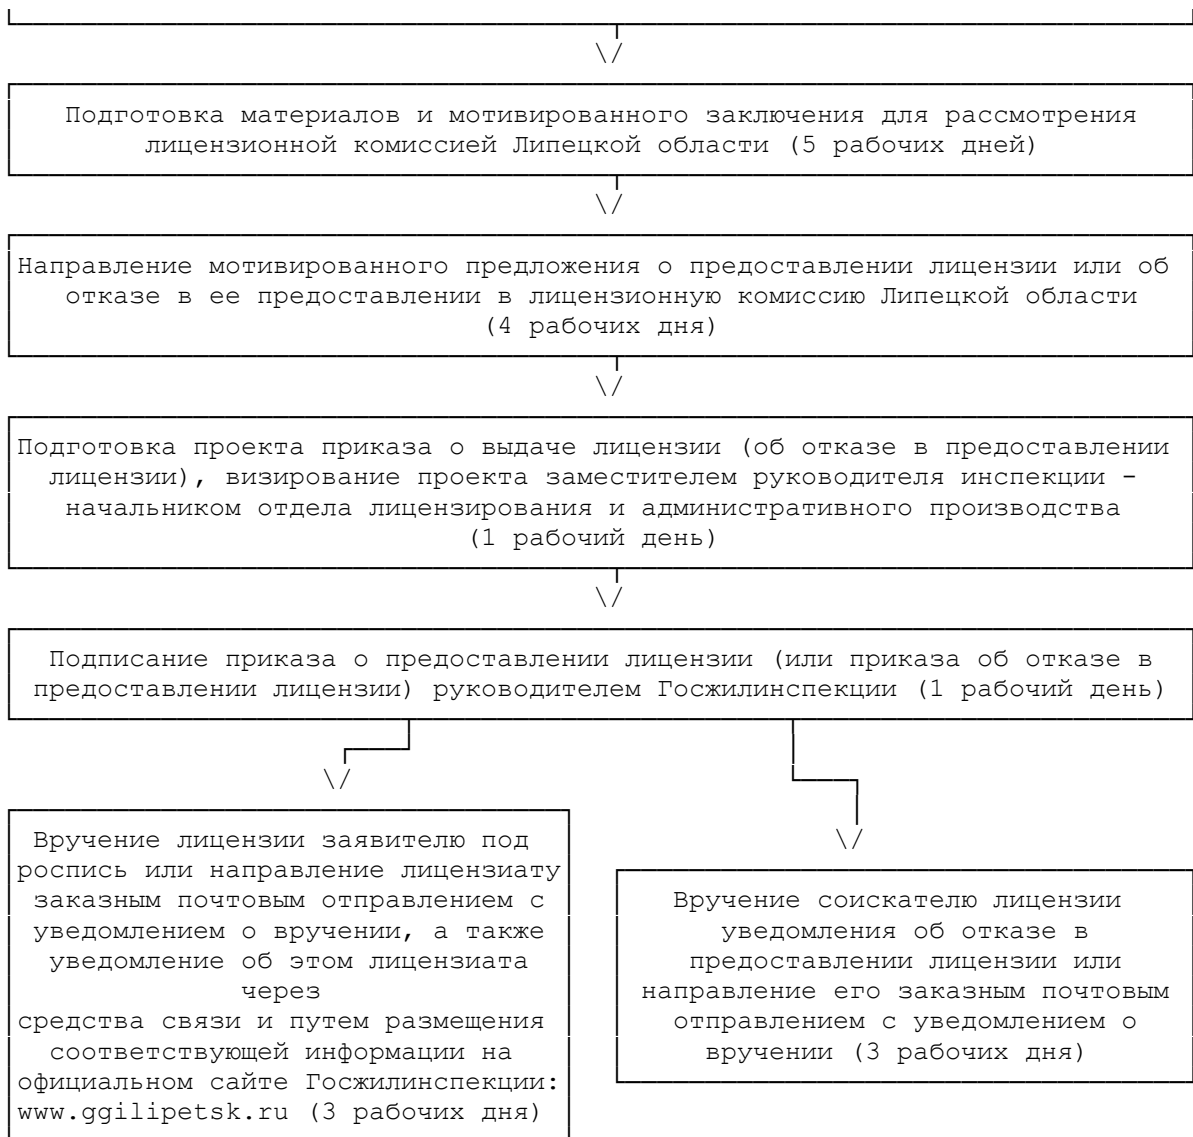 \/
Подготовка материалов и мотивированного заключения для рассмотрения
лицензионной комиссией Липецкой области (5 рабочих дней)
\/
Направление мотивированного предложения о предоставлении лицензии или об
отказе в ее предоставлении в лицензионную комиссию Липецкой области
(4 рабочих дня)
\/
Подготовка проекта приказа о выдаче лицензии (об отказе в предоставлении
лицензии), визирование проекта заместителем руководителя инспекции -
начальником отдела лицензирования и административного производства
(1 рабочий день)
\/
Подписание приказа о предоставлении лицензии (или приказа об отказе в
предоставлении лицензии) руководителем Госжилинспекции (1 рабочий день)
\/
Вручение лицензии заявителю под
роспись или направление лицензиату
заказным почтовым отправлением с
уведомлением о вручении, а также
уведомление об этом лицензиата
через
средства связи и путем размещения
соответствующей информации на
официальном сайте Госжилинспекции:
www.ggilipetsk.ru (3 рабочих дня)
\/
Вручение соискателю лицензии
уведомления об отказе в
предоставлении лицензии или
направление его заказным почтовым
отправлением с уведомлением о
вручении (3 рабочих дня)